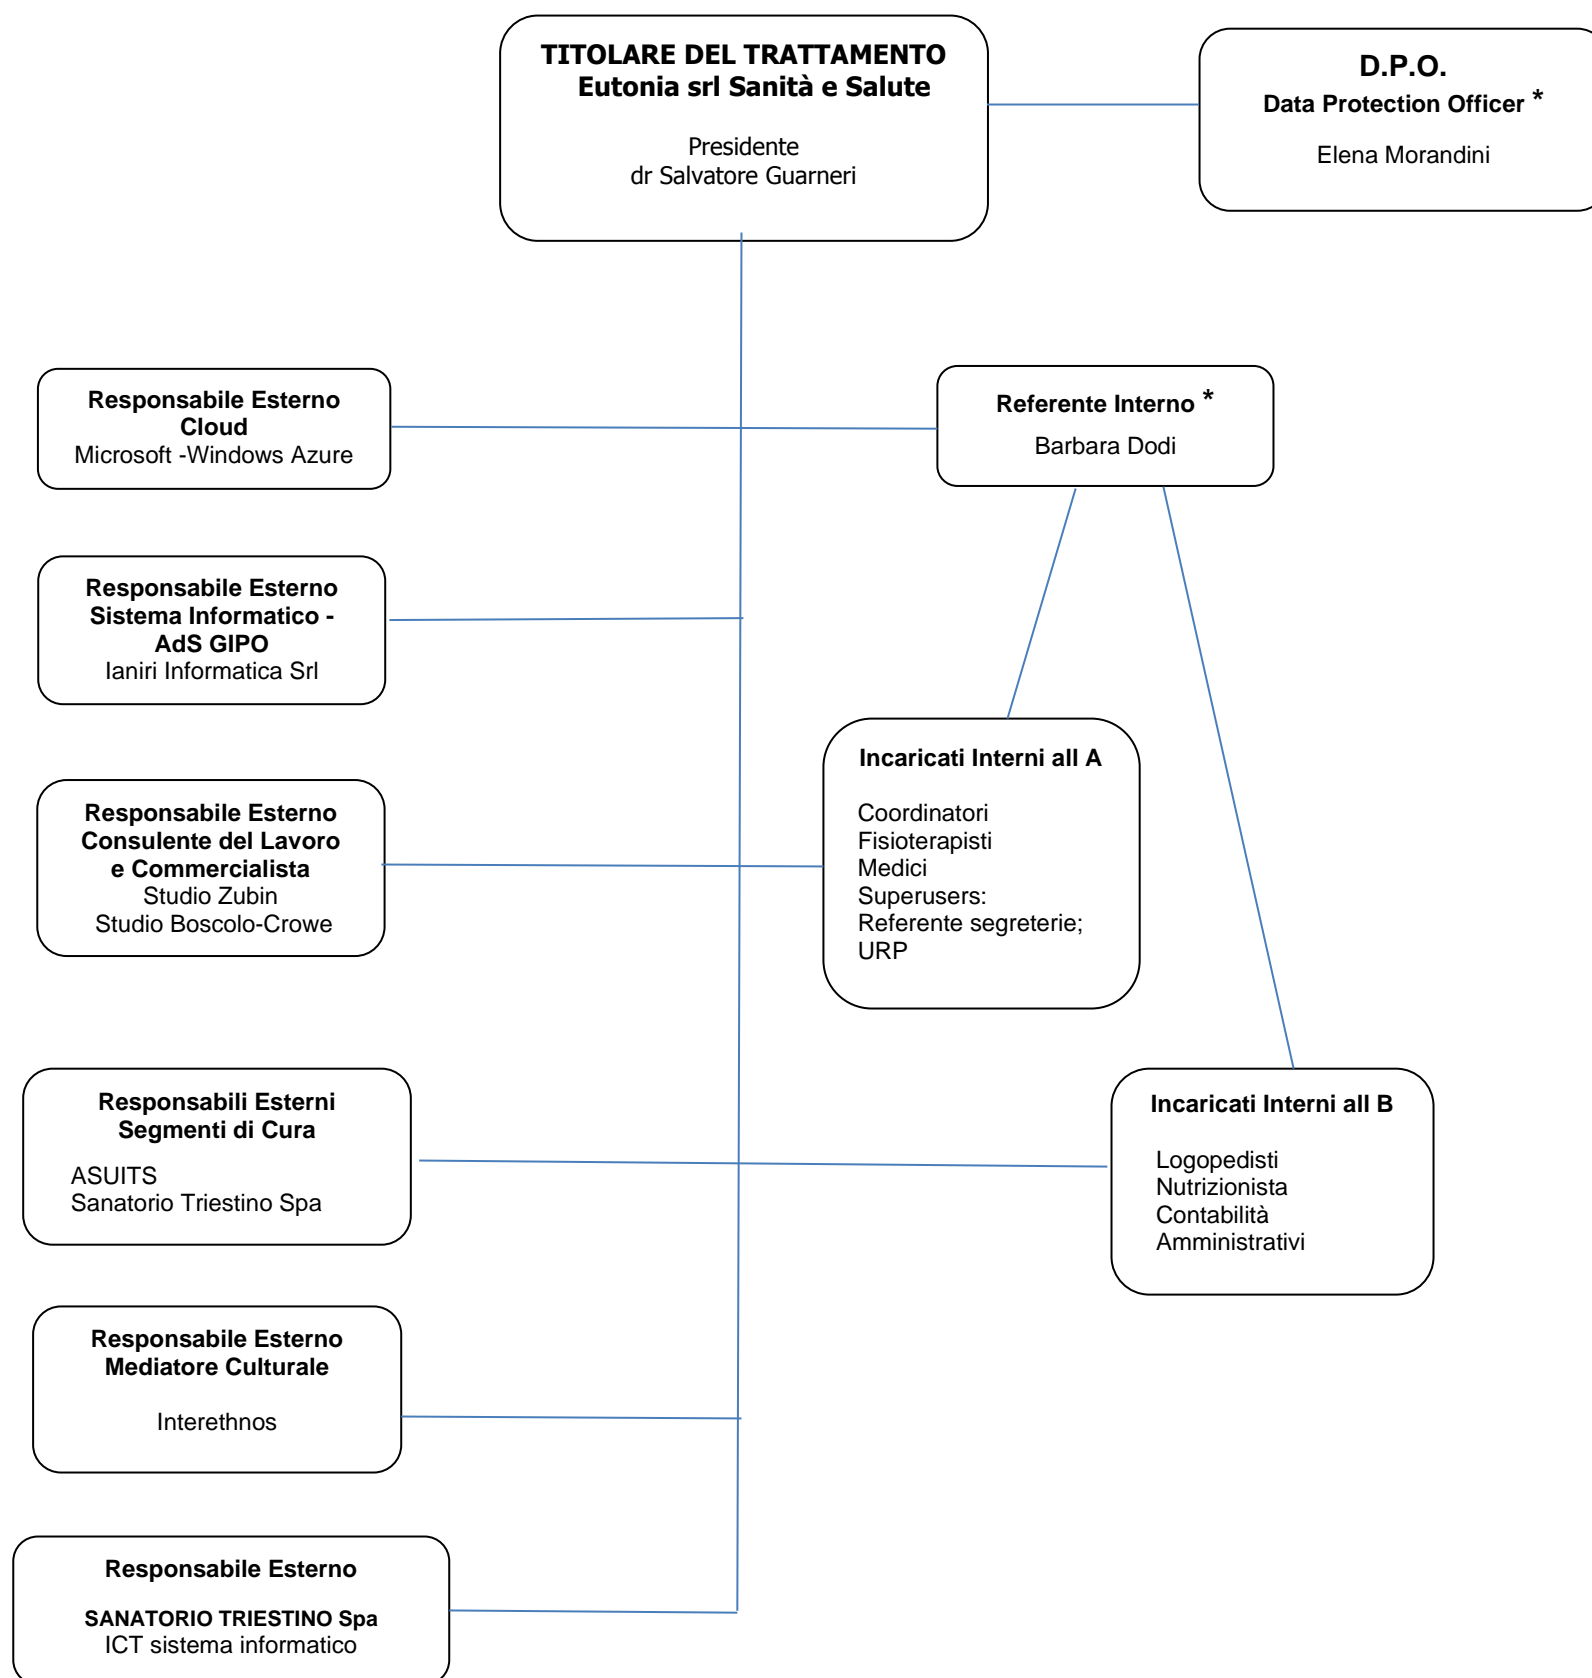 TITOLARE DEL TRATTAMENTO
Eutonia srl Sanità e Salute
Presidente
dr Salvatore Guarneri
D.P.O.
Data Protection Officer *
Elena Morandini
Responsabile Esterno
Cloud
Microsoft -Windows Azure
Referente Interno *
Barbara Dodi
Responsabile Esterno
Sistema Informatico -
AdS GIPO
Ianiri Informatica Srl
Incaricati Interni all A
Coordinatori
Fisioterapisti
Medici
Superusers:
Referente segreterie;
URP
Responsabile Esterno
Consulente del Lavoro
e Commercialista
Studio Zubin
Studio Boscolo-Crowe
Responsabili Esterni
Segmenti di Cura
ASUITS
Sanatorio Triestino Spa
Incaricati Interni all B
Logopedisti
Nutrizionista
Contabilità
Amministrativi
Responsabile Esterno
Mediatore Culturale
Interethnos
Responsabile Esterno
SANATORIO TRIESTINO Spa
ICT sistema informatico